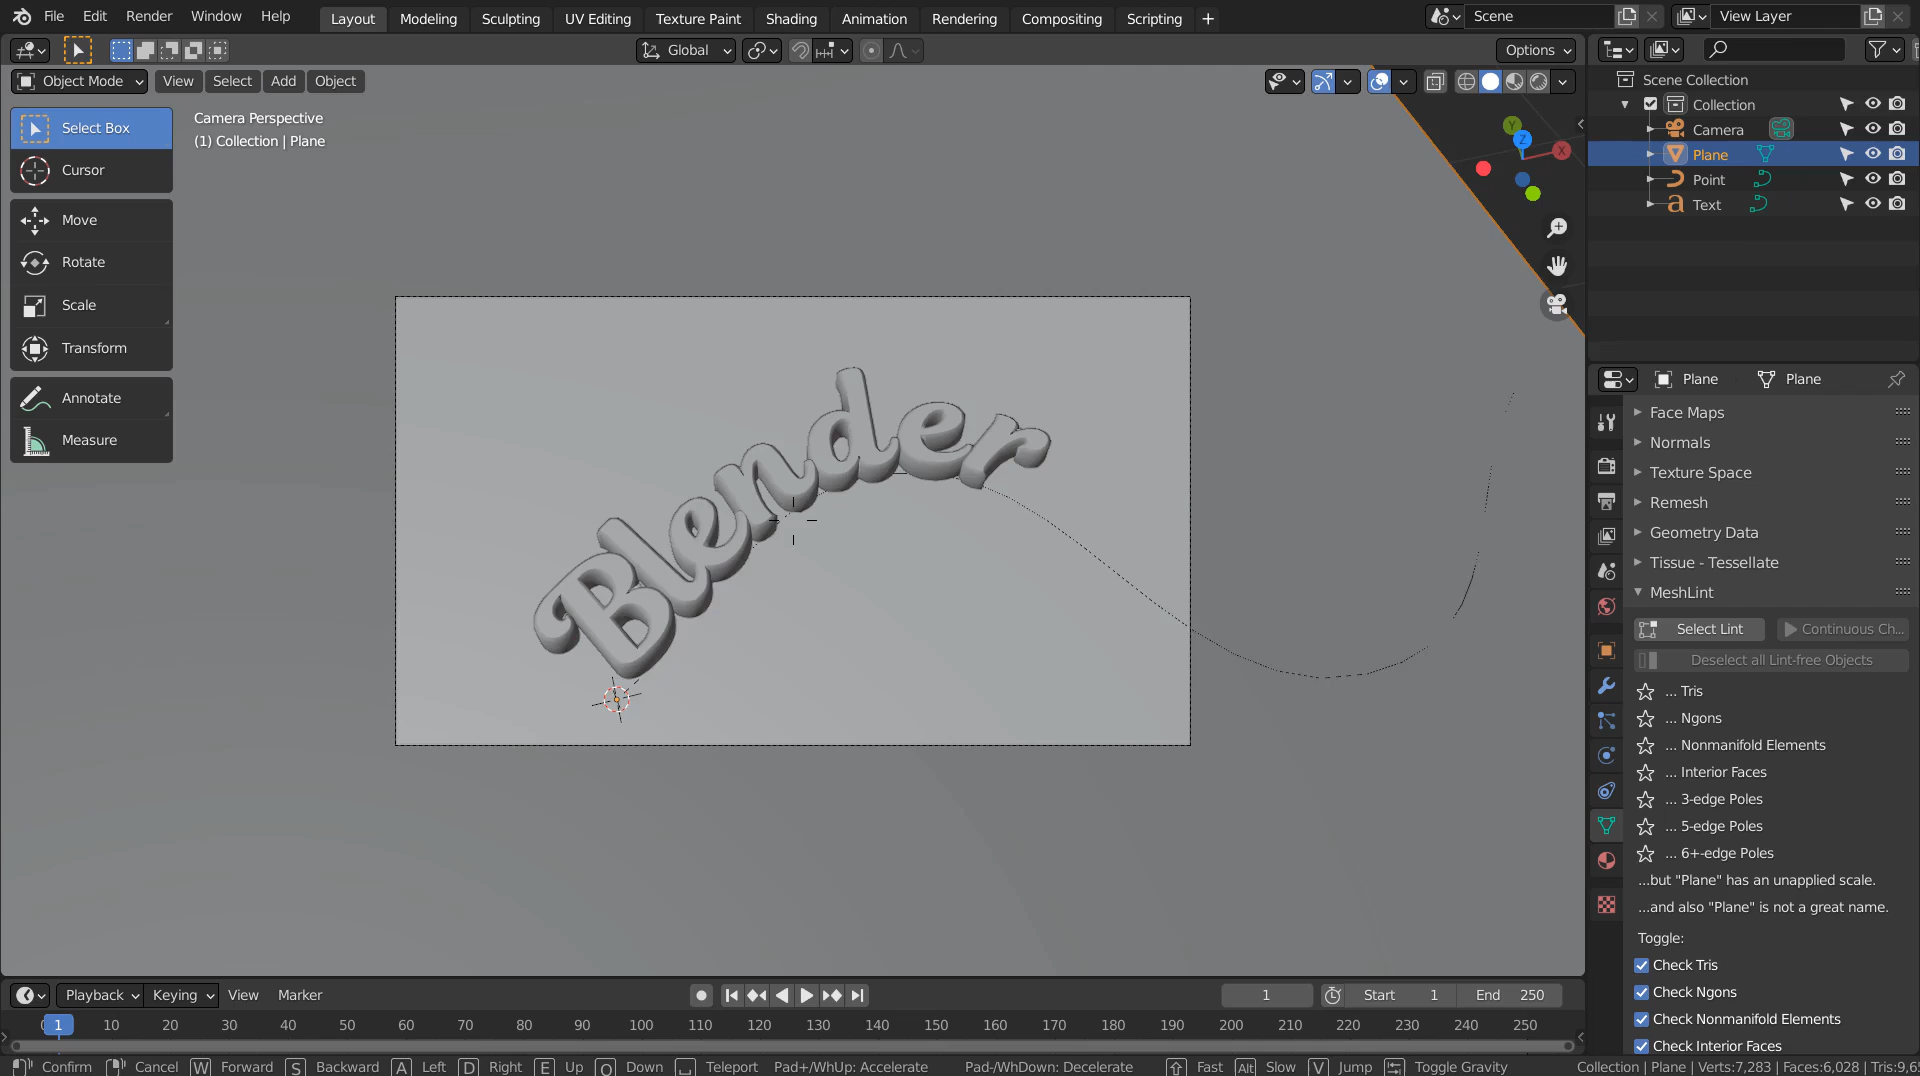 File Edit Render Window Help Layout Modeling Sculpting UV Editing Texture Paint Shading Animation Rendering Compositing Scripting + Scene View Layer
Global Options
Object Mode View Select Add Object
Scene Collection
Collection
Camera
Plane
Point
Text
Select Box
Cursor
Move
Rotate
Scale
Transform
Annotate
Measure
Camera Perspective
(1) Collection | Plane
Y
Z
X
Blender
Plane Plane
Face Maps
Normals
Texture Space
Remesh
Geometry Data
Tissue - Tessellate
MeshLint
Select Lint Continuous Ch...
Deselect all Lint-free Objects
... Tris
... Ngons
... Nonmanifold Elements
... Interior Faces
... 3-edge Poles
... 5-edge Poles
... 6+-edge Poles
...but "Plane" has an unapplied scale.
...and also "Plane" is not a great name.
Toggle:
Check Tris
Check Ngons
Check Nonmanifold Elements
Check Interior Faces
Playback Keying View Marker 1 Start 1 End 250
1 10 20 30 40 50 60 70 80 90 100 110 120 130 140 150 160 170 180 190 200 210 220 230 240 250
Confirm Cancel W Forward S Backward A Left D Right E Up Q Down Teleport Pad+/WhUp: Accelerate Pad-/WhDown: Decelerate Fast Alt Slow V Jump Toggle Gravity Collection | Plane | Verts:7,283 | Faces:6,028 | Tris:9,6